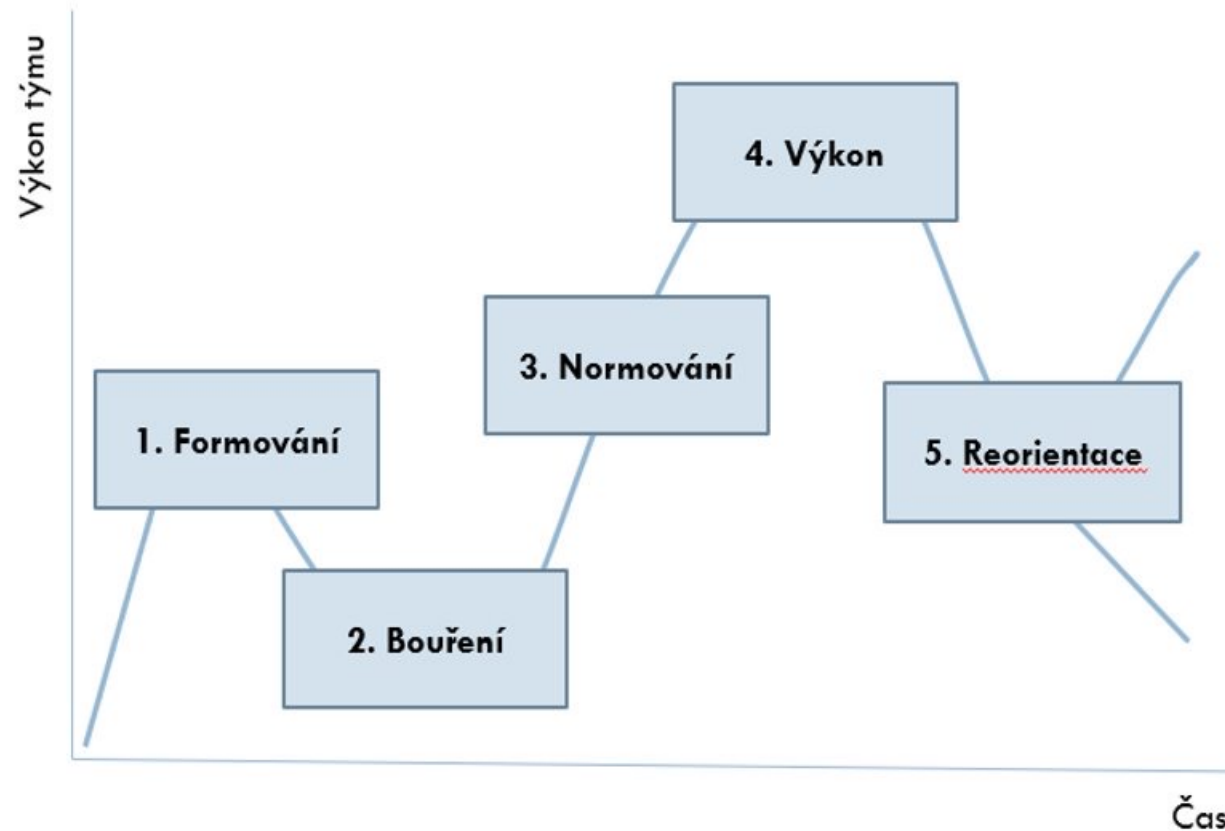 Výkon týmu
4. Výkon
3. Normování
1. Formování
5. Reorientace
2. Bouření
Čas